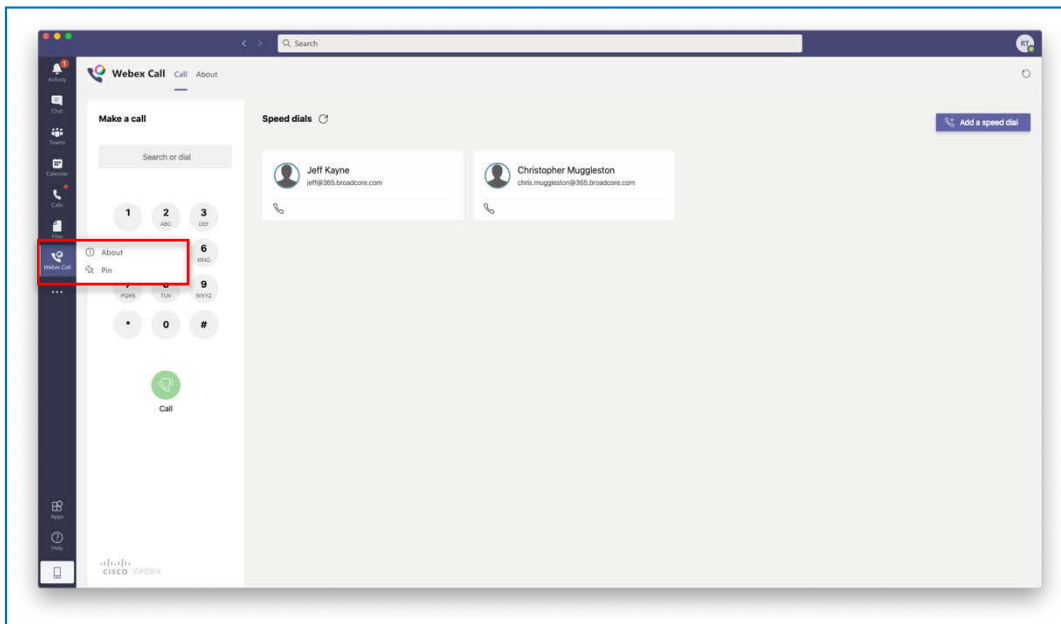 Search
RT
1
Activity
Chat
Teams
Calendar
Calls
Files
Webex Call
Apps
Help
Webex Call Call About
Make a call
Search or dial
1 2 3
ABC DEF
6
MNO
About
Pin
9
PQRS TUV WXYZ
* 0 #
Call
cisco Webex
Speed dials
Add a speed dial
Jeff Kayne
jeff@365.broadcore.com
Christopher Muggleston
chris.muggleston@365.broadcore.com